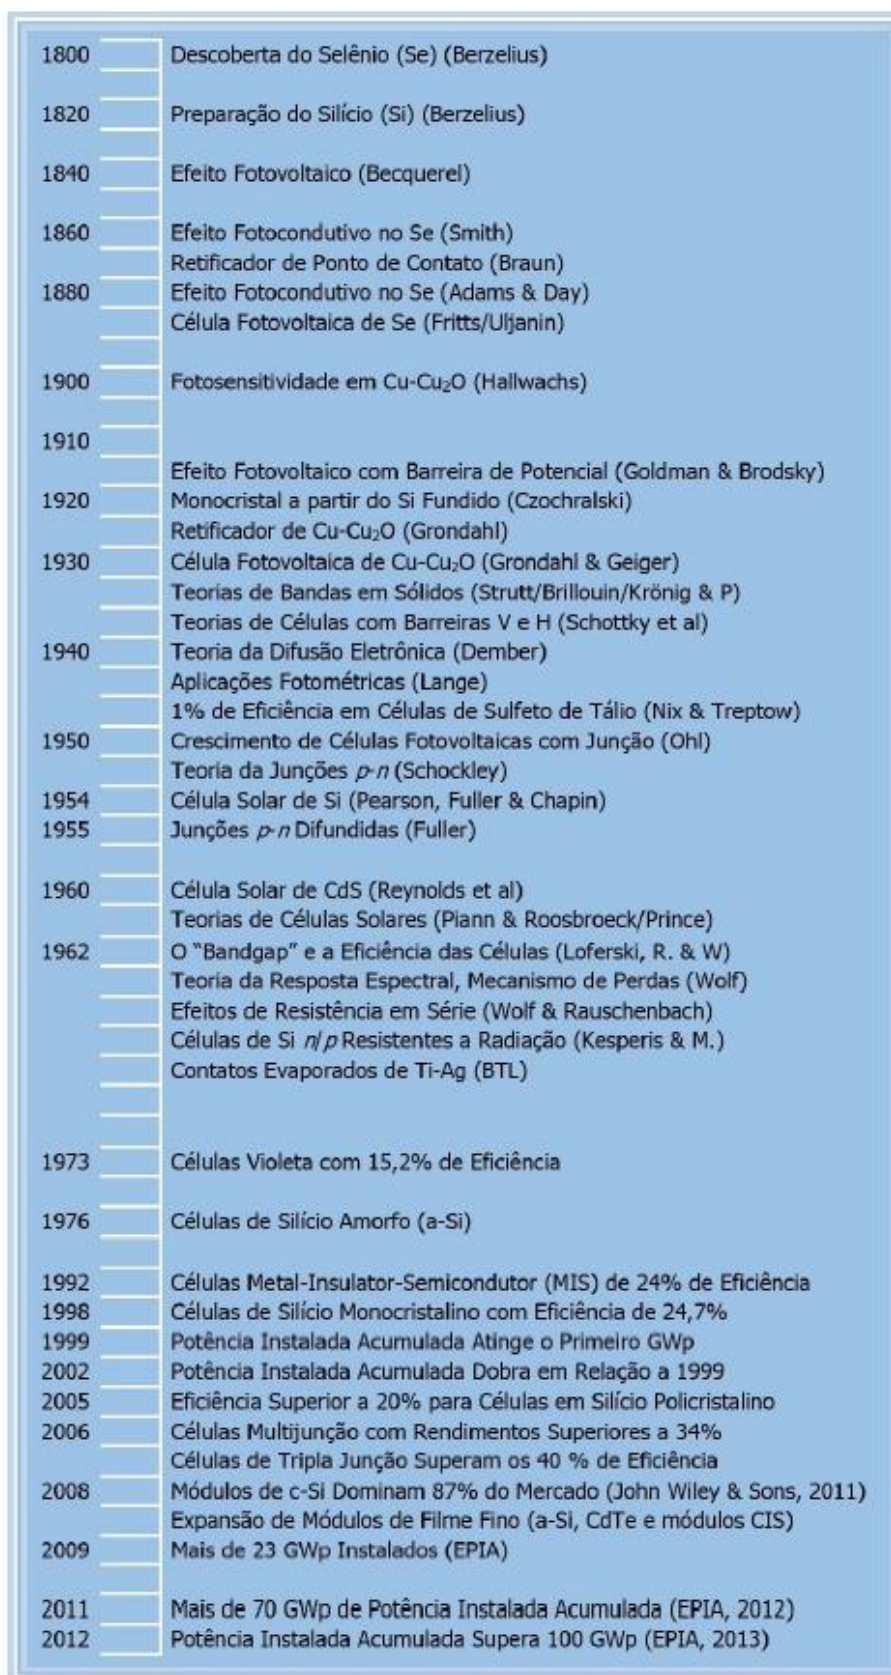 1800 Descoberta do Selênio (Se) (Berzelius)
1820 Preparação do Silício (Si) (Berzelius)
1840 Efeito Fotovoltaico (Becquerel)
1860 Efeito Fotocondutivo no Se (Smith)
Retificador de Ponto de Contato (Braun)
1880 Efeito Fotocondutivo no Se (Adams & Day)
Célula Fotovoltaica de Se (Fritts/Uljanin)
1900 Fotosensitividade em Cu-Cu₂O (Hallwachs)
1910
Efeito Fotovoltaico com Barreira de Potencial (Goldman & Brodsky)
1920 Monocristal a partir do Si Fundido (Czochralski)
Retificador de Cu-Cu₂O (Grondahl)
1930 Célula Fotovoltaica de Cu-Cu₂O (Grondahl & Geiger)
Teorias de Bandas em Sólidos (Strutt/Brillouin/Krönig & P)
Teorias de Células com Barreiras V e H (Schottky et al)
1940 Teoria da Difusão Eletrônica (Dember)
Aplicações Fotométricas (Lange)
1% de Eficiência em Células de Sulfeto de Tálio (Nix & Treptow)
1950 Crescimento de Células Fotovoltaicas com Junção (Ohl)
Teoria da Junções p-n (Schockley)
1954 Célula Solar de Si (Pearson, Fuller & Chapin)
1955 Junções p-n Difundidas (Fuller)
1960 Célula Solar de CdS (Reynolds et al)
Teorias de Células Solares (Pfann & Roosbroeck/Prince)
1962 O "Bandgap" e a Eficiência das Células (Loferski, R. & W)
Teoria da Resposta Espectral, Mecanismo de Perdas (Wolf)
Efeitos de Resistência em Série (Wolf & Rauschenbach)
Células de Si n/p Resistentes a Radiação (Kesperis & M.)
Contatos Evaporados de Ti-Ag (BTL)
1973 Células Violeta com 15,2% de Eficiência
1976 Células de Silício Amorfo (a-Si)
1992 Células Metal-Insulator-Semicondutor (MIS) de 24% de Eficiência
1998 Células de Silício Monocristalino com Eficiência de 24,7%
1999 Potência Instalada Acumulada Atinge o Primeiro GWp
2002 Potência Instalada Acumulada Dobra em Relação a 1999
2005 Eficiência Superior a 20% para Células em Silício Policristalino
2006 Células Multijunção com Rendimentos Superiores a 34%
Células de Tripla Junção Superam os 40 % de Eficiência
2008 Módulos de c-Si Dominam 87% do Mercado (John Wiley & Sons, 2011)
Expansão de Módulos de Filme Fino (a-Si, CdTe e módulos CIS)
2009 Mais de 23 GWp Instalados (EPIA)
2011 Mais de 70 GWp de Potência Instalada Acumulada (EPIA, 2012)
2012 Potência Instalada Acumulada Supera 100 GWp (EPIA, 2013)